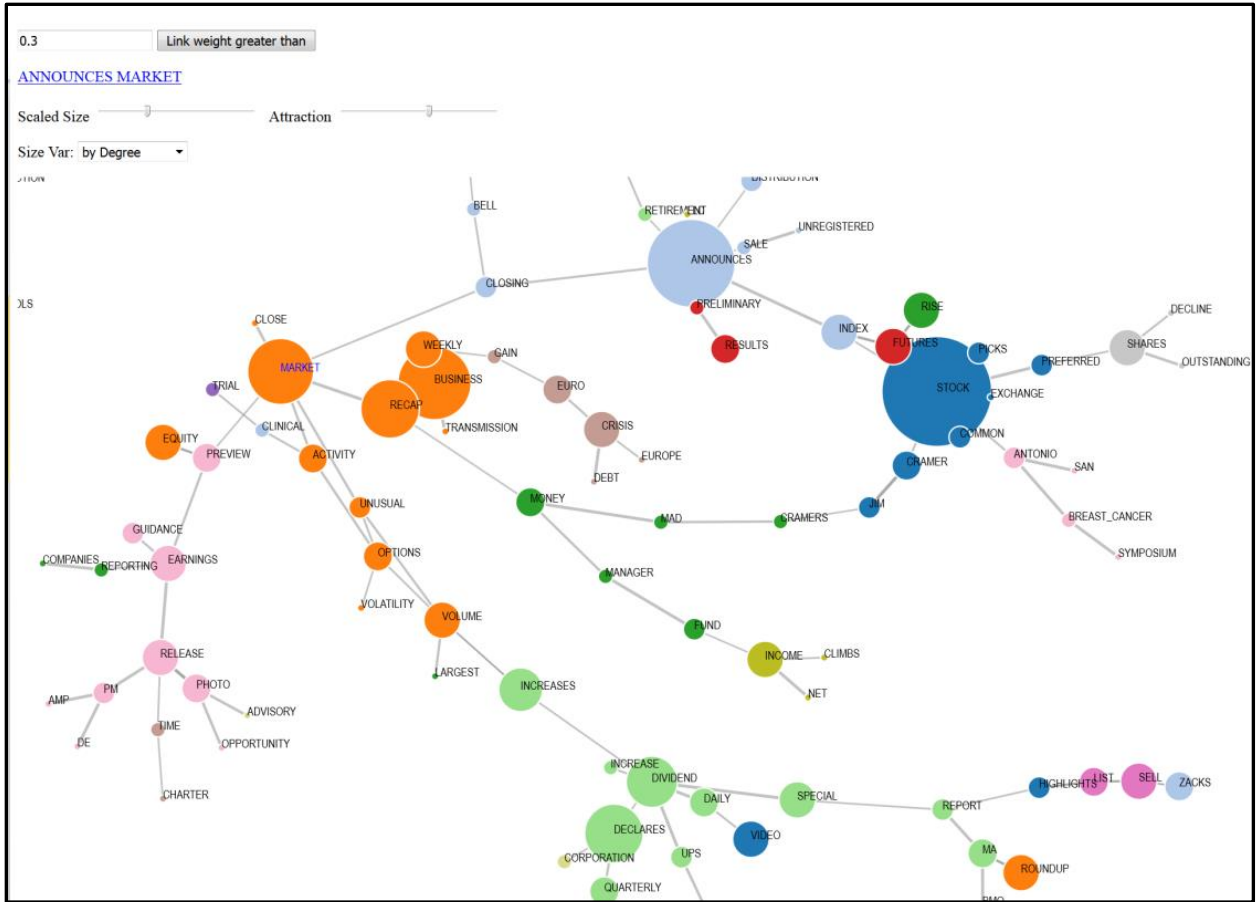 0.3 Link weight greater than
ANNOUNCES MARKET
Scaled Size Attraction
Size Var: by Degree
DISTRIBUTION
BELL
RETIREMENT
UNREGISTERED
SALE
ANNOUNCES
CLOSING
OLS
PRELIMINARY
RISE
DECLINE
CLOSE
INDEX
FUTURES
SHARES
WEEKLY
RESULTS
PICKS
GAIN
PREFERRED
OUTSTANDING
MARKET
BUSINESS
EURO
STOCK
TRIAL
EXCHANGE
RECAP
CLINICAL
TRANSMISSION
CRISIS
COMMON
EQUITY
PREVIEW
ACTIVITY
EUROPE
CRAMER
ANTONIO
SAN
DEBT
UNUSUAL
MONEY
MAD
CRAMERS
JIM
BREAST_CANCER
GUIDANCE
COMPANIES
REPORTING
EARNINGS
OPTIONS
SYMPOSIUM
MANAGER
VOLATILITY
VOLUME
FUND
RELEASE
LARGEST
INCOME
CLIMBS
PM
PHOTO
INCREASES
NET
AMP
ADVISORY
TIME
DE
OPPORTUNITY
INCREASE
DIVIDEND
CHARTER
DAILY
SPECIAL
HIGHLIGHTS
LIST
SELL
ZACKS
REPORT
DECLARES
VIDEO
CORPORATION
UPS
MA
ROUNDUP
QUARTERLY